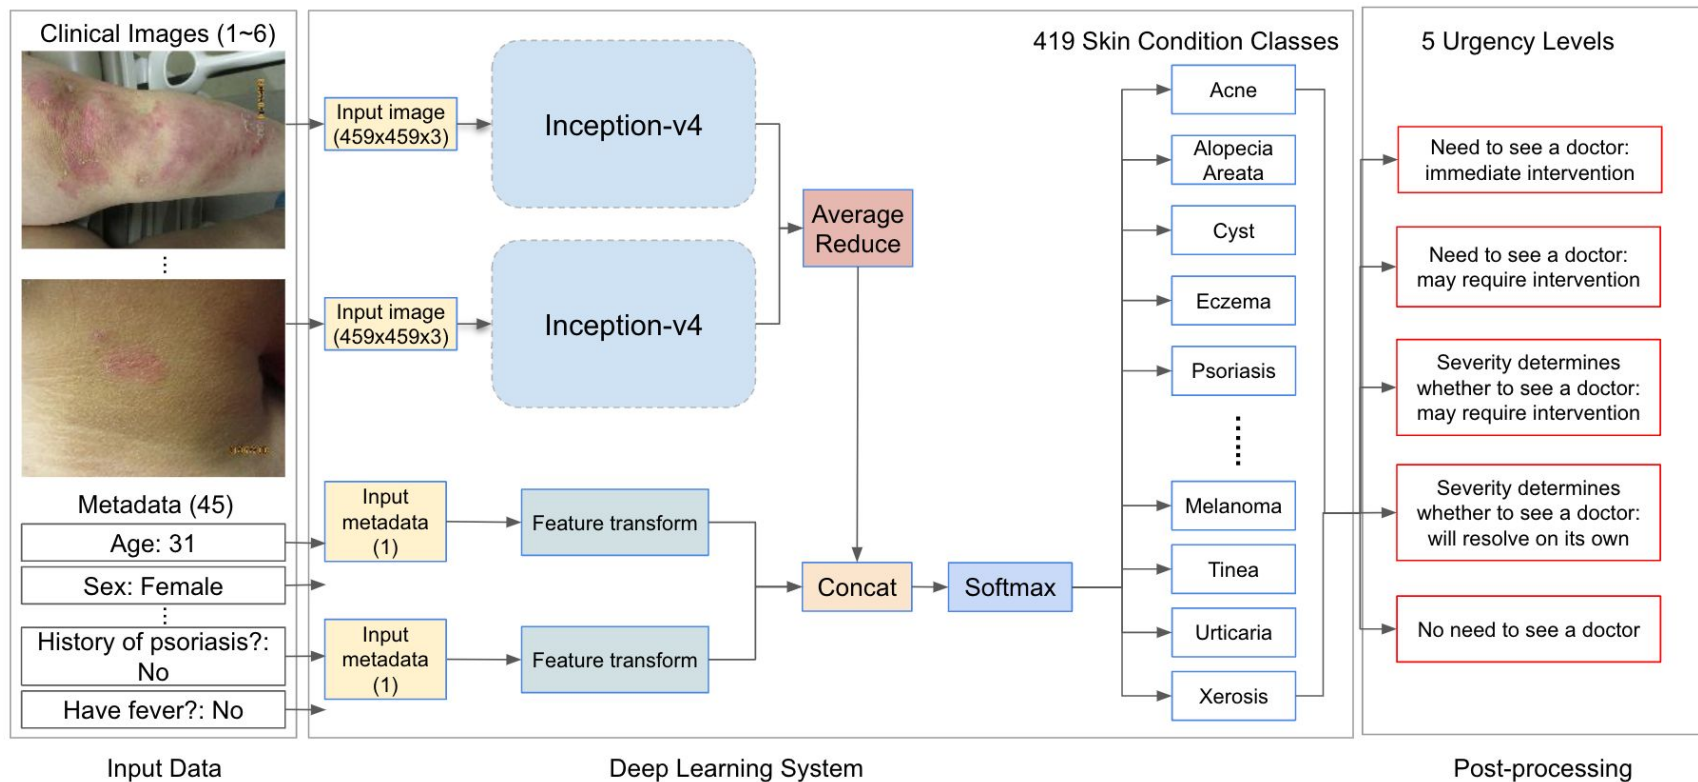 Clinical Images (1~6)
Metadata (45)
Age: 31
Sex: Female
History of psoriasis?:
No
Have fever?: No
Input Data
Input image
(459x459x3)
Inception-v4
Input image
(459x459x3)
Inception-v4
Average
Reduce
Input
metadata
(1)
Feature transform
Input
metadata
(1)
Feature transform
Concat
Softmax
419 Skin Condition Classes
Acne
Alopecia
Areata
Cyst
Eczema
Psoriasis
Melanoma
Tinea
Urticaria
Xerosis
Deep Learning System
5 Urgency Levels
Need to see a doctor:
immediate intervention
Need to see a doctor:
may require intervention
Severity determines
whether to see a doctor:
may require intervention
Severity determines
whether to see a doctor:
will resolve on its own
No need to see a doctor
Post-processing